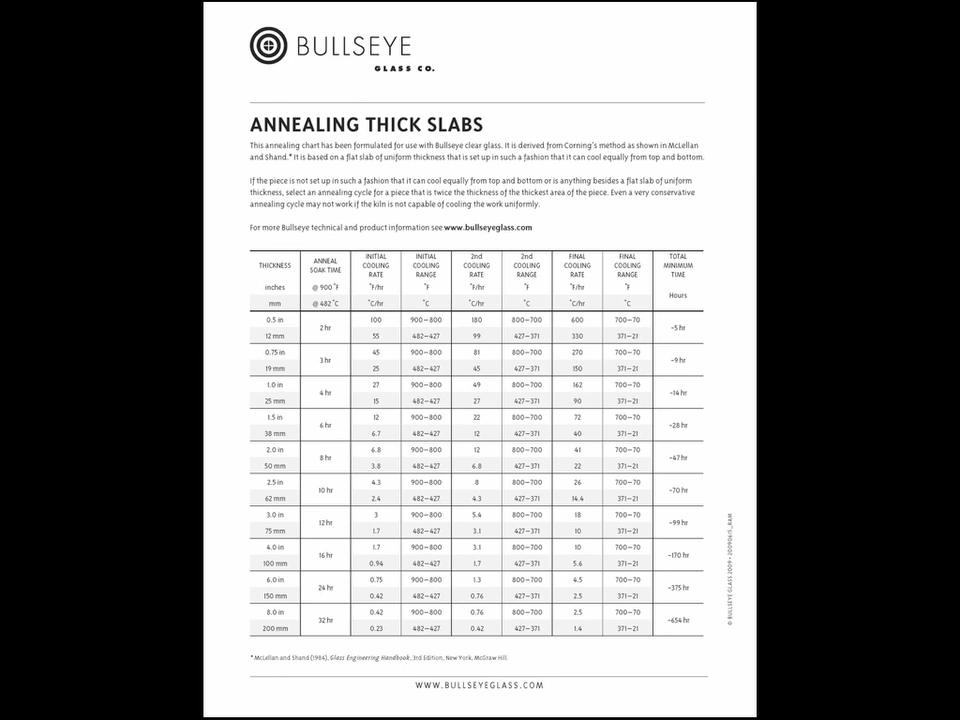 BULLSEYE
GLASS CO.
ANNEALING THICK SLABS
This annealing chart has been formulated for use with Bullseye clear glass. It is derived from Corning's method as shown in McLellan
and Shand.* It is based on a flat slab of uniform thickness that is set up in such a fashion that it can cool equally from top and bottom.
If the piece is not set up in such a fashion that it can cool equally from top and bottom or is anything besides a flat slab of uniform
thickness, select an annealing cycle for a piece that is twice the thickness of the thickest area of the piece. Even a very conservative
annealing cycle may not work if the kiln is not capable of cooling the work uniformly.
For more Bullseye technical and product information see www.bullseyeglass.com
THICKNESS ANNEAL SOAK TIME INITIAL COOLING RATE INITIAL COOLING RANGE 2nd COOLING RATE 2nd COOLING RANGE FINAL COOLING RATE FINAL COOLING RANGE TOTAL MINIMUM TIME
inches @ 900 °F °F/hr °F °F/hr °F °F/hr °F Hours
mm @ 482 °C °C/hr °C °C/hr °C °C/hr °C
0.5 in 2 hr 100 900–800 180 800–700 600 700–70 ~5 hr
12 mm 55 482–427 99 427–371 330 371–21
0.75 in 3 hr 45 900–800 81 800–700 270 700–70 ~9 hr
19 mm 25 482–427 45 427–371 150 371–21
1.0 in 4 hr 27 900–800 49 800–700 162 700–70 ~14 hr
25 mm 15 482–427 27 427–371 90 371–21
1.5 in 6 hr 12 900–800 22 800–700 72 700–70 ~28 hr
38 mm 6.7 482–427 12 427–371 40 371–21
2.0 in 8 hr 6.8 900–800 12 800–700 41 700–70 ~47 hr
50 mm 3.8 482–427 6.8 427–371 22 371–21
2.5 in 10 hr 4.3 900–800 8 800–700 26 700–70 ~70 hr
62 mm 2.4 482–427 4.3 427–371 14.4 371–21
3.0 in 12 hr 3 900–800 5.4 800–700 18 700–70 ~99 hr
75 mm 1.7 482–427 3.1 427–371 10 371–21
4.0 in 16 hr 1.7 900–800 3.1 800–700 10 700–70 ~170 hr
100 mm 0.94 482–427 1.7 427–371 5.6 371–21
6.0 in 24 hr 0.75 900–800 1.3 800–700 4.5 700–70 ~375 hr
150 mm 0.42 482–427 0.76 427–371 2.5 371–21
8.0 in 32 hr 0.42 900–800 0.76 800–700 2.5 700–70 ~654 hr
200 mm 0.23 482–427 0.42 427–371 1.4 371–21
* McLellan and Shand (1984), Glass Engineering Handbook, 3rd Edition, New York, McGraw Hill.
WWW.BULLSEYEGLASS.COM
© BULLSEYE GLASS 2009 • 20090615_RAM